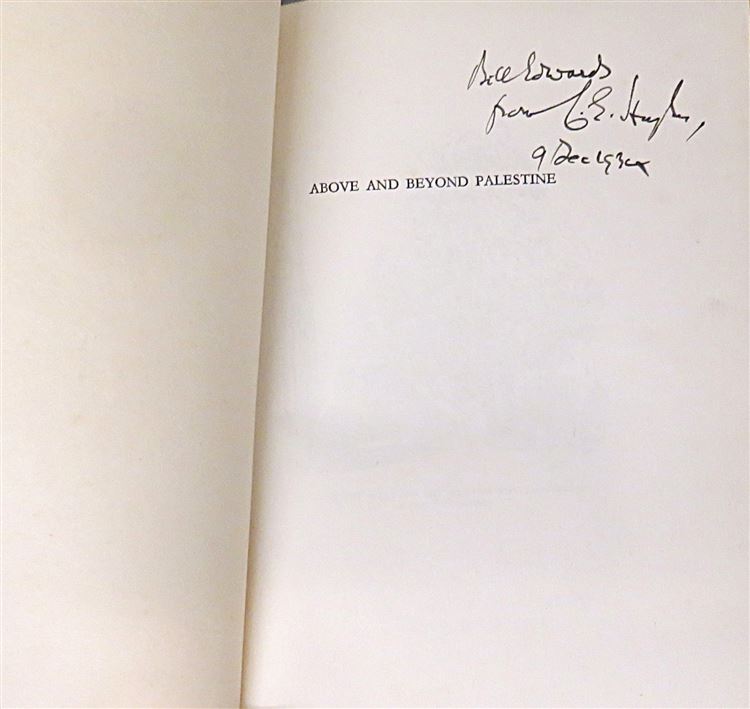 Bill Edwards
from C. E. Hughes,
9 Dec
ABOVE AND BEYOND PALESTINE